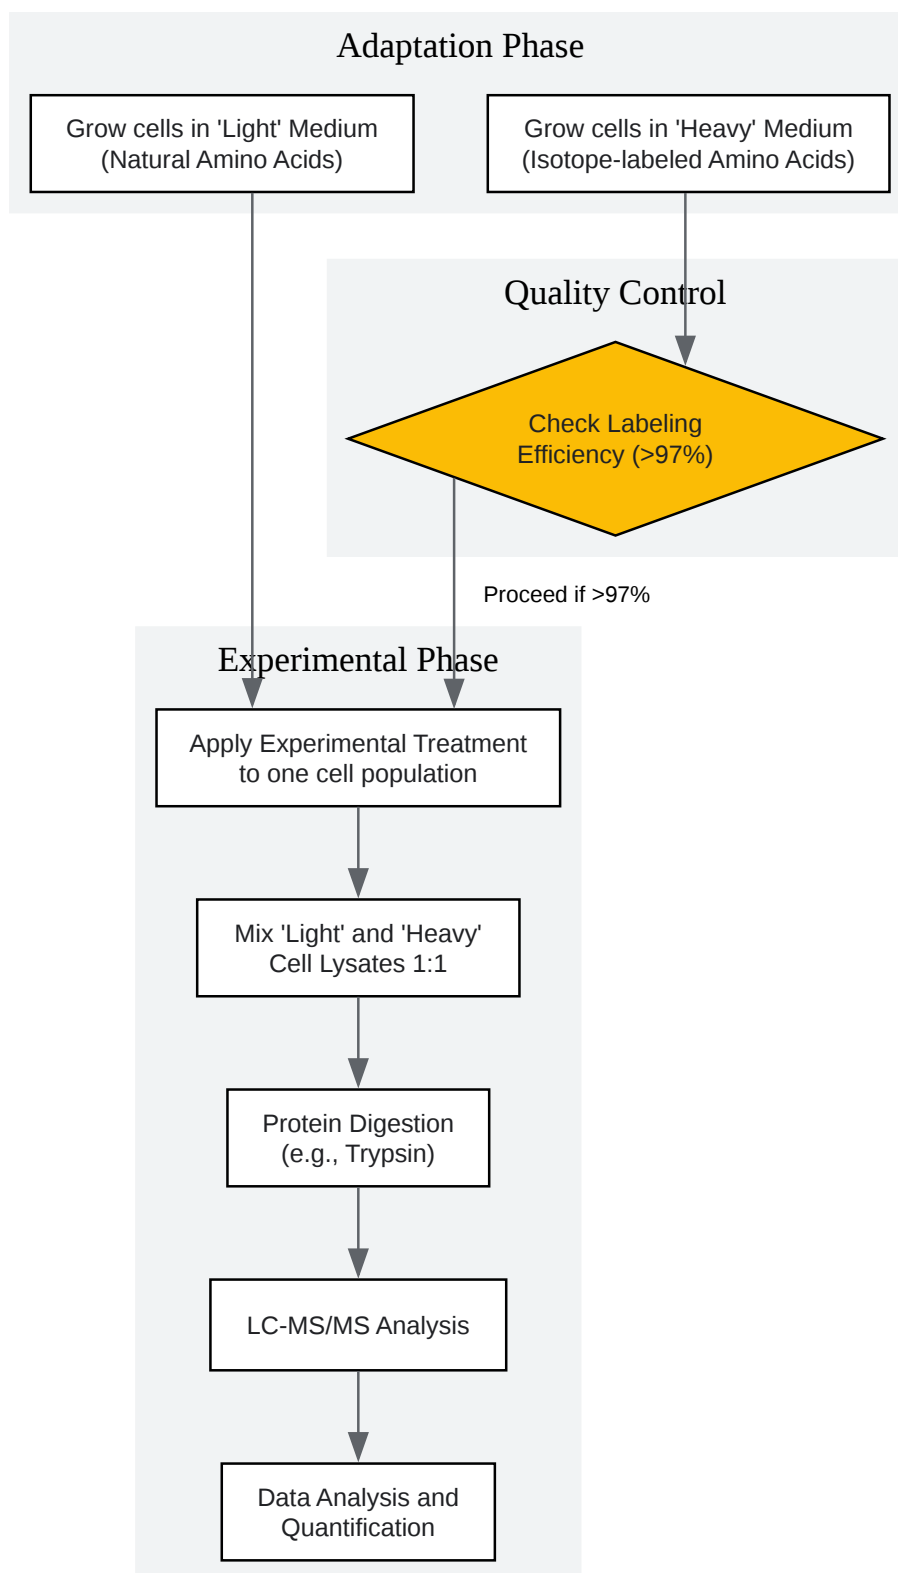 Adaptation Phase
Grow cells in 'Light' Medium
(Natural Amino Acids)
Grow cells in 'Heavy' Medium
(Isotope-labeled Amino Acids)
Quality Control
Check Labeling
Efficiency (>97%)
Proceed if >97%
Experimental Phase
Apply Experimental Treatment
to one cell population
Mix 'Light' and 'Heavy'
Cell Lysates 1:1
Protein Digestion
(e.g., Trypsin)
LC-MS/MS Analysis
Data Analysis and
Quantification